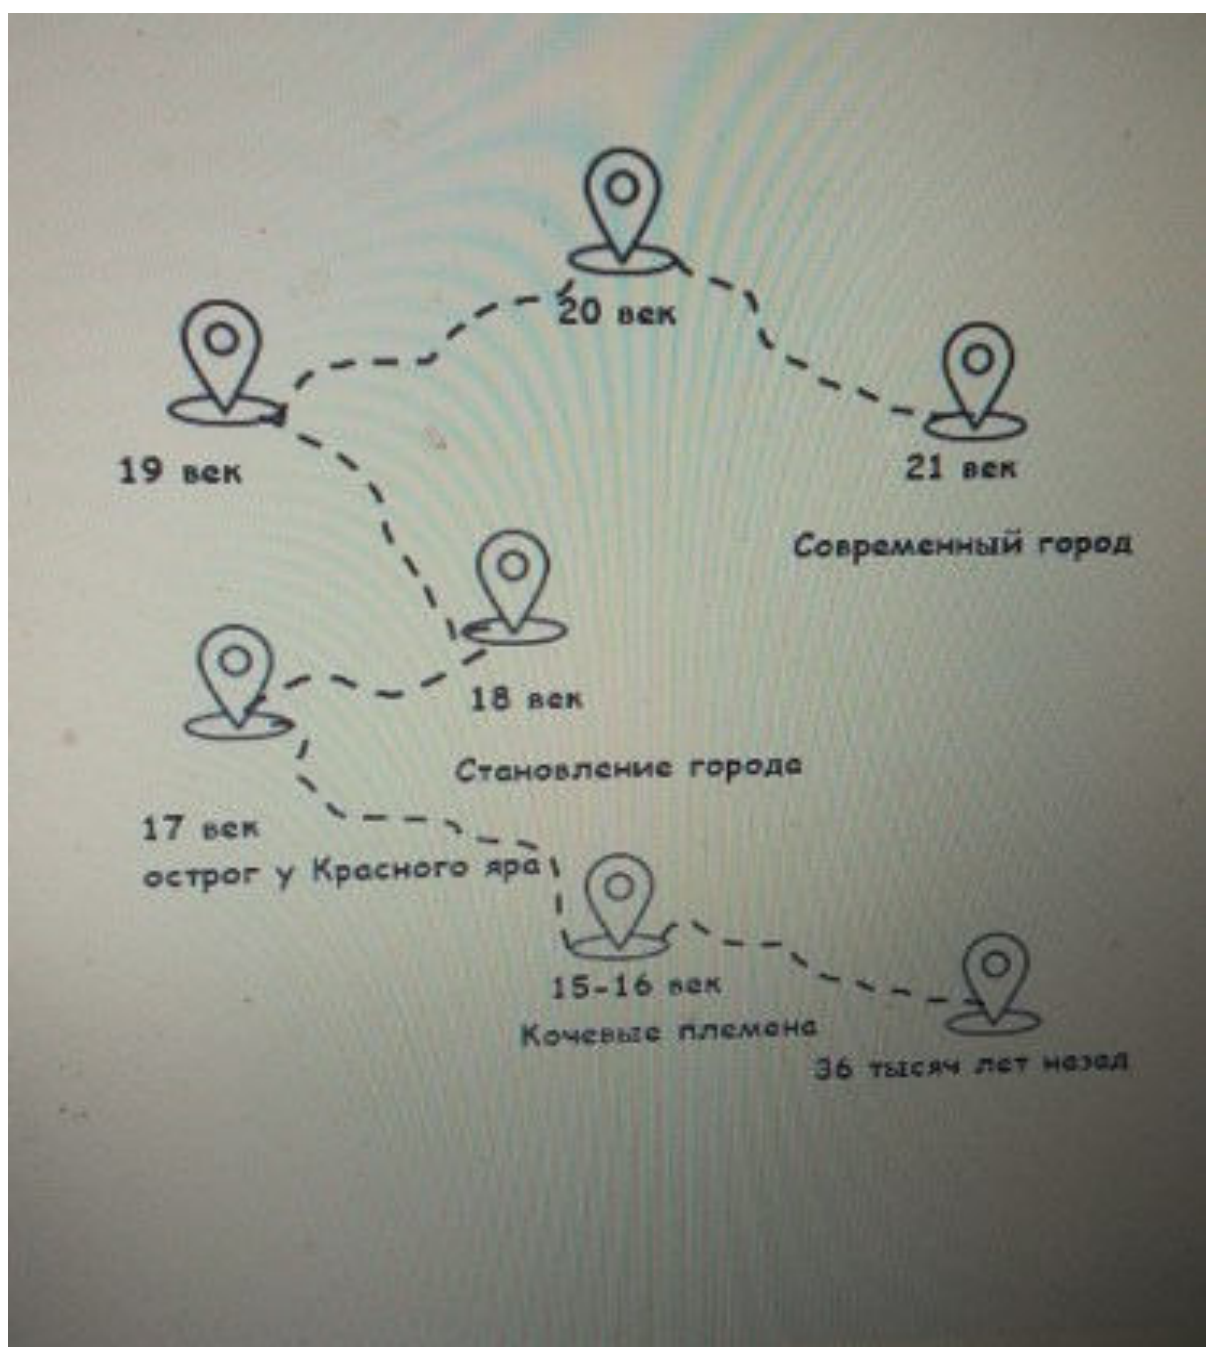 20 век
19 век
21 век
Современный город
18 век
Становление города
17 век
острог у Красного яра
15-16 век
Кочевые племена
36 тысяч лет назад